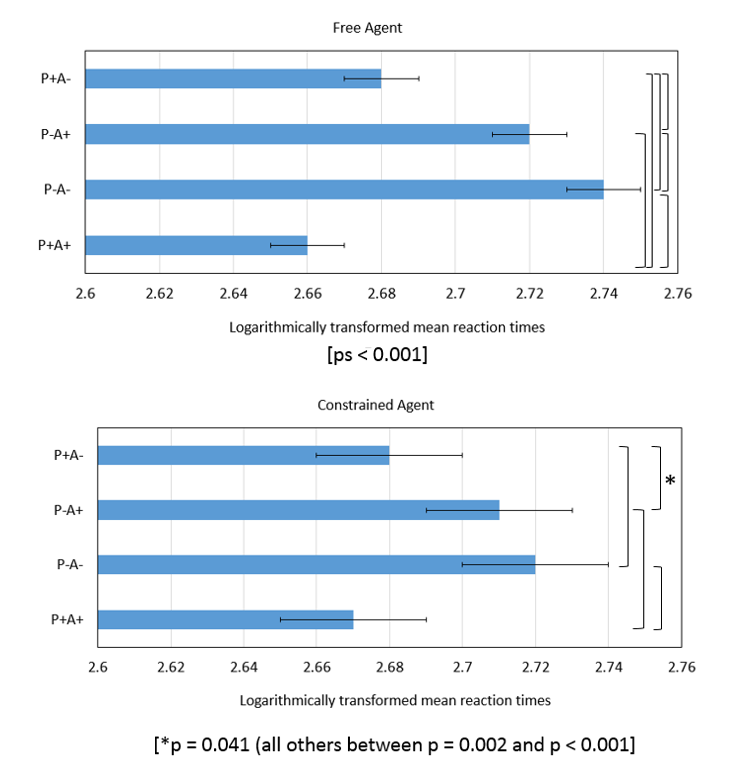 Free Agent
P+A-
P-A+
P-A-
P+A+
2.6 2.62 2.64 2.66 2.68 2.7 2.72 2.74 2.76
Logarithmically transformed mean reaction times
[ps < 0.001]
Constrained Agent
P+A-
*
P-A+
P-A-
P+A+
2.6 2.62 2.64 2.66 2.68 2.7 2.72 2.74 2.76
Logarithmically transformed mean reaction times
[*p = 0.041 (all others between p = 0.002 and p < 0.001]